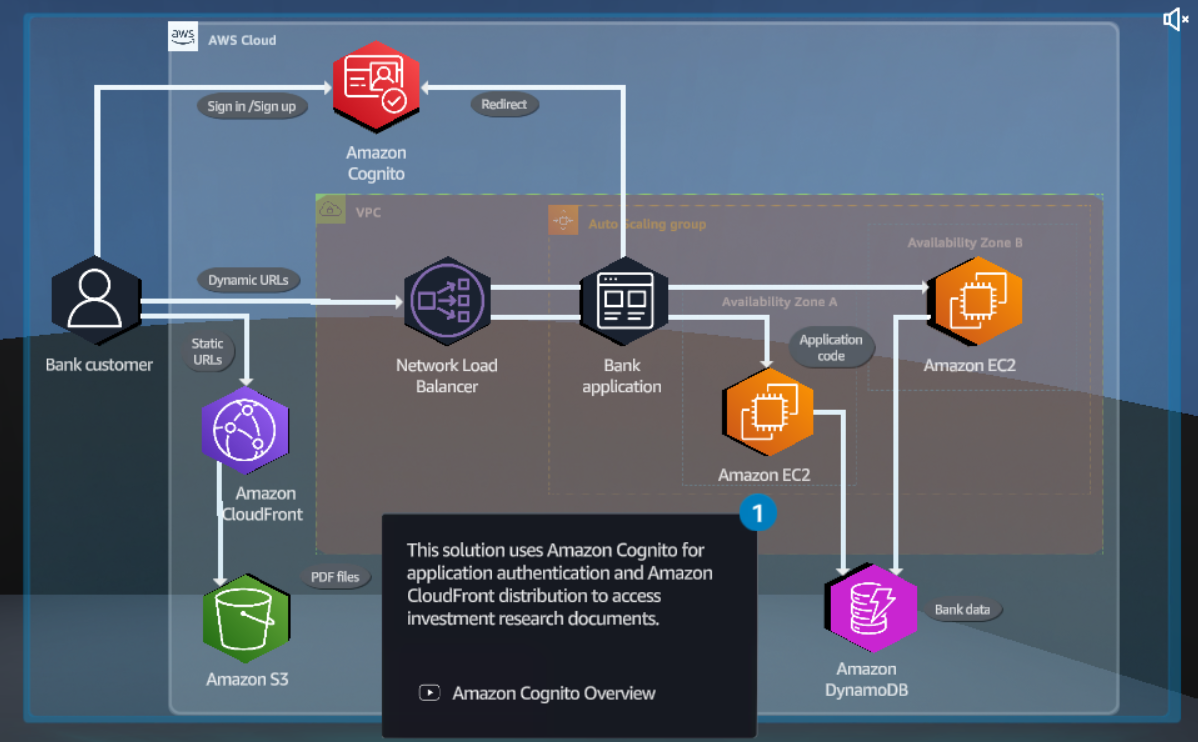 aws
AWS Cloud
Sign in /Sign up
Redirect
Amazon
Cognito
VPC
Auto Scaling group
Availability Zone B
Dynamic URLs
Availability Zone A
Static
URLs
Application
code
Bank customer
Network Load
Balancer
Bank
application
Amazon EC2
Amazon EC2
Amazon
CloudFront
1
This solution uses Amazon Cognito for
application authentication and Amazon
CloudFront distribution to access
investment research documents.
PDF files
Bank data
Amazon S3
Amazon
DynamoDB
Amazon Cognito Overview